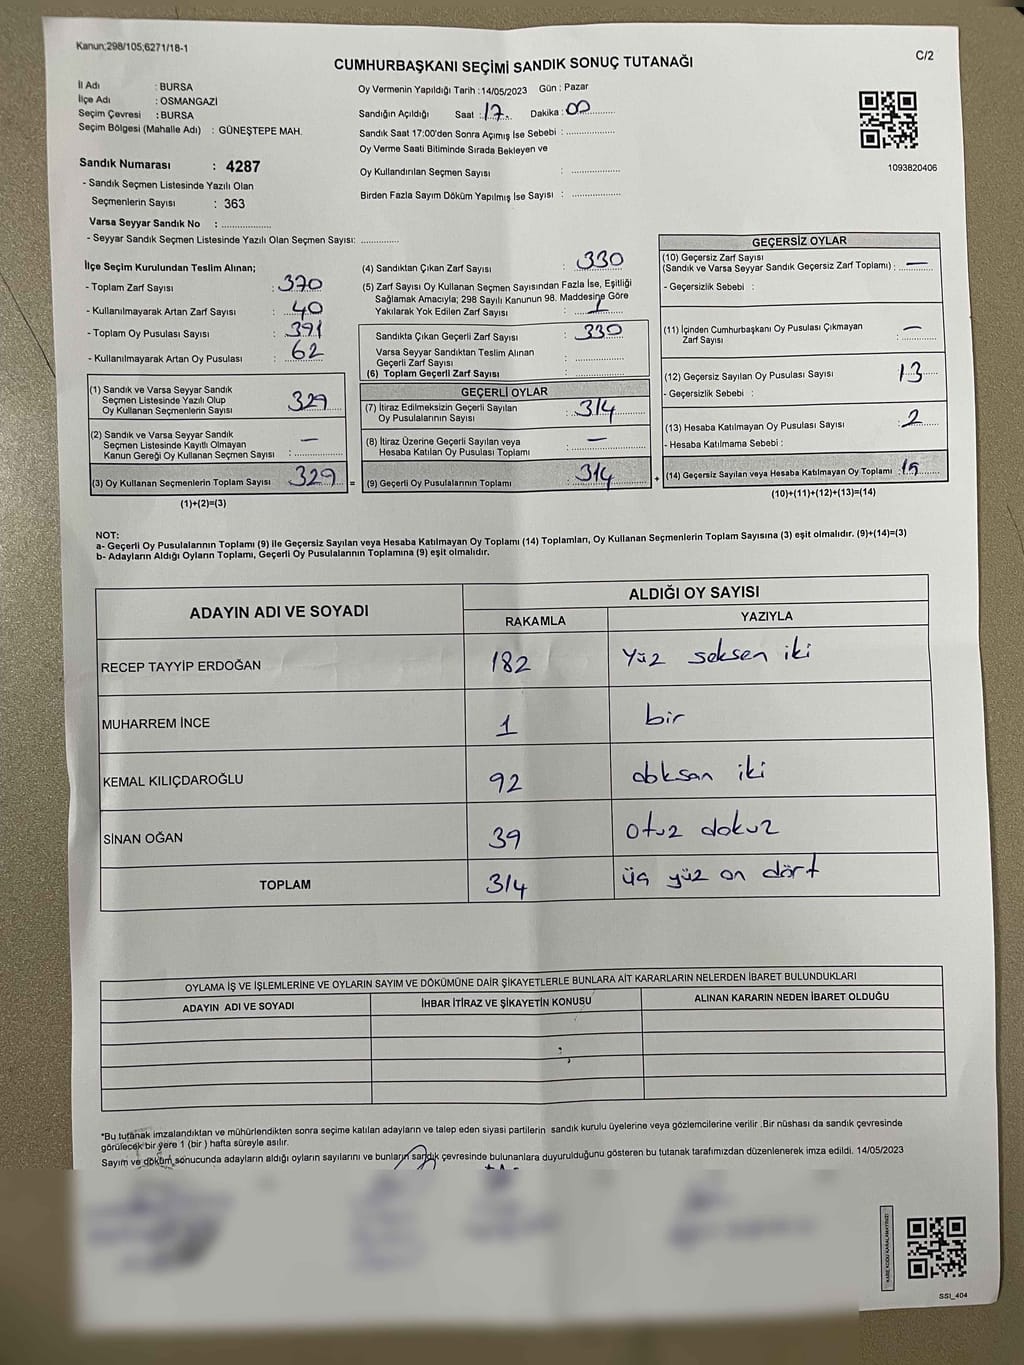 Kanun;298/105;6271/18-1
C/2
CUMHURBAŞKANI SEÇİMİ SANDIK SONUÇ TUTANAĞI
İl Adı : BURSA
İlçe Adı : OSMANGAZİ
Seçim Çevresi : BURSA
Seçim Bölgesi (Mahalle Adı) : GÜNEŞTEPE MAH.
Sandık Numarası : 4287
- Sandık Seçmen Listesinde Yazılı Olan
Seçmenlerin Sayısı : 363
Varsa Seyyar Sandık No : ..................
- Seyyar Sandık Seçmen Listesinde Yazılı Olan Seçmen Sayısı: .............
Oy Vermenin Yapıldığı Tarih :14/05/2023 Gün : Pazar
Sandığın Açıldığı Saat : 17 Dakika : 00
Sandık Saat 17:00'den Sonra Açımış İse Sebebi : ..................
Oy Verme Saati Bitiminde Sırada Bekleyen ve
Oy Kullandırılan Seçmen Sayısı : ..................
Birden Fazla Sayım Döküm Yapılmış İse Sayısı : ..................
1093820406
İlçe Seçim Kurulundan Teslim Alınan;
- Toplam Zarf Sayısı : 370
- Kullanılmayarak Artan Zarf Sayısı : 40
- Toplam Oy Pusulası Sayısı : 391
- Kullanılmayarak Artan Oy Pusulası : 62
(1) Sandık ve Varsa Seyyar Sandık
Seçmen Listesinde Yazılı Olup
Oy Kullanan Seçmenlerin Sayısı : 329
(2) Sandık ve Varsa Seyyar Sandık
Seçmen Listesinde Kayıtlı Olmayan
Kanun Gereği Oy Kullanan Seçmen Sayısı : —
(3) Oy Kullanan Seçmenlerin Toplam Sayısı 329 =
(1)+(2)=(3)
(4) Sandıktan Çıkan Zarf Sayısı : 330
(5) Zarf Sayısı Oy Kullanan Seçmen Sayısından Fazla İse, Eşitliği
Sağlamak Amacıyla; 298 Sayılı Kanunun 98. Maddesine Göre
Yakılarak Yok Edilen Zarf Sayısı : 1
Sandıkta Çıkan Geçerli Zarf Sayısı : 330
Varsa Seyyar Sandıktan Teslim Alınan
Geçerli Zarf Sayısı :
(6) Toplam Geçerli Zarf Sayısı :
GEÇERLİ OYLAR
(7) İtiraz Edilmeksizin Geçerli Sayılan
Oy Pusulalarının Sayısı : 314
(8) İtiraz Üzerine Geçerli Sayılan veya
Hesaba Katılan Oy Pusulası Toplamı : —
(9) Geçerli Oy Pusulalarının Toplamı : 314 +
GEÇERSİZ OYLAR
(10) Geçersiz Zarf Sayısı
(Sandık ve Varsa Seyyar Sandık Geçersiz Zarf Toplamı) : —
- Geçersizlik Sebebi :
(11) İçinden Cumhurbaşkanı Oy Pusulası Çıkmayan
Zarf Sayısı : —
(12) Geçersiz Sayılan Oy Pusulası Sayısı : 13
- Geçersizlik Sebebi :
(13) Hesaba Katılmayan Oy Pusulası Sayısı : 2
- Hesaba Katılmama Sebebi :
(14) Geçersiz Sayılan veya Hesaba Katılmayan Oy Toplamı : 15
(10)+(11)+(12)+(13)=(14)
NOT:
a- Geçerli Oy Pusulalarının Toplamı (9) ile Geçersiz Sayılan veya Hesaba Katılmayan Oy Toplamı (14) Toplamları, Oy Kullanan Seçmenlerin Toplam Sayısına (3) eşit olmalıdır. (9)+(14)=(3)
b- Adayların Aldığı Oyların Toplamı, Geçerli Oy Pusulalarının Toplamına (9) eşit olmalıdır.
ADAYIN ADI VE SOYADI ALDIĞI OY SAYISI
RAKAMLA YAZIYLA
RECEP TAYYİP ERDOĞAN 182 Yüz seksen iki
MUHARREM İNCE 1 bir
KEMAL KILIÇDAROĞLU 92 doksan iki
SİNAN OĞAN 39 otuz dokuz
TOPLAM 314 üç yüz on dört
OYLAMA İŞ VE İŞLEMLERİNE VE OYLARIN SAYIM VE DÖKÜMÜNE DAİR ŞİKAYETLERLE BUNLARA AİT KARARLARIN NELERDEN İBARET BULUNDUKLARI
ADAYIN ADI VE SOYADI İHBAR İTİRAZ VE ŞİKAYETİN KONUSU ALINAN KARARIN NEDEN İBARET OLDUĞU
*Bu tutanak imzalandıktan ve mühürlendikten sonra seçime katılan adayların ve talep eden siyasi partilerin sandık kurulu üyelerine veya gözlemcilerine verilir .Bir nüshası da sandık çevresinde
görülecek bir yere 1 (bir ) hafta süreyle asılır.
Sayım ve döküm sonucunda adayların aldığı oyların sayılarını ve bunların sandık çevresinde bulunanlara duyurulduğunu gösteren bu tutanak tarafımızdan düzenlenerek imza edildi. 14/05/2023
KARE KODU KARALAMAYINIZ!
SSI_404